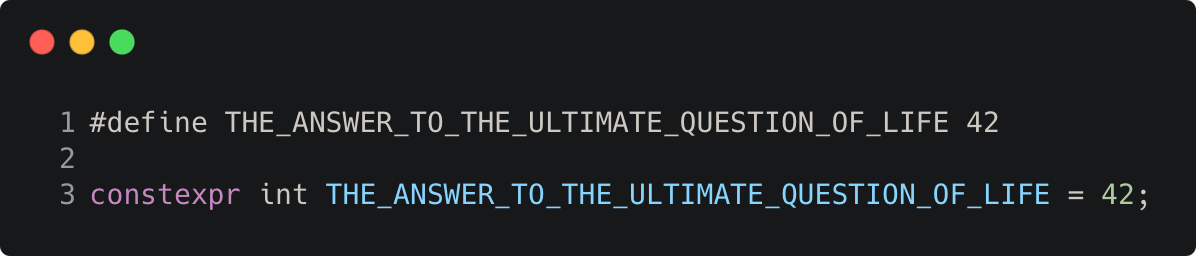 1 #define THE_ANSWER_TO_THE_ULTIMATE_QUESTION_OF_LIFE 42
2
3 constexpr int THE_ANSWER_TO_THE_ULTIMATE_QUESTION_OF_LIFE = 42;